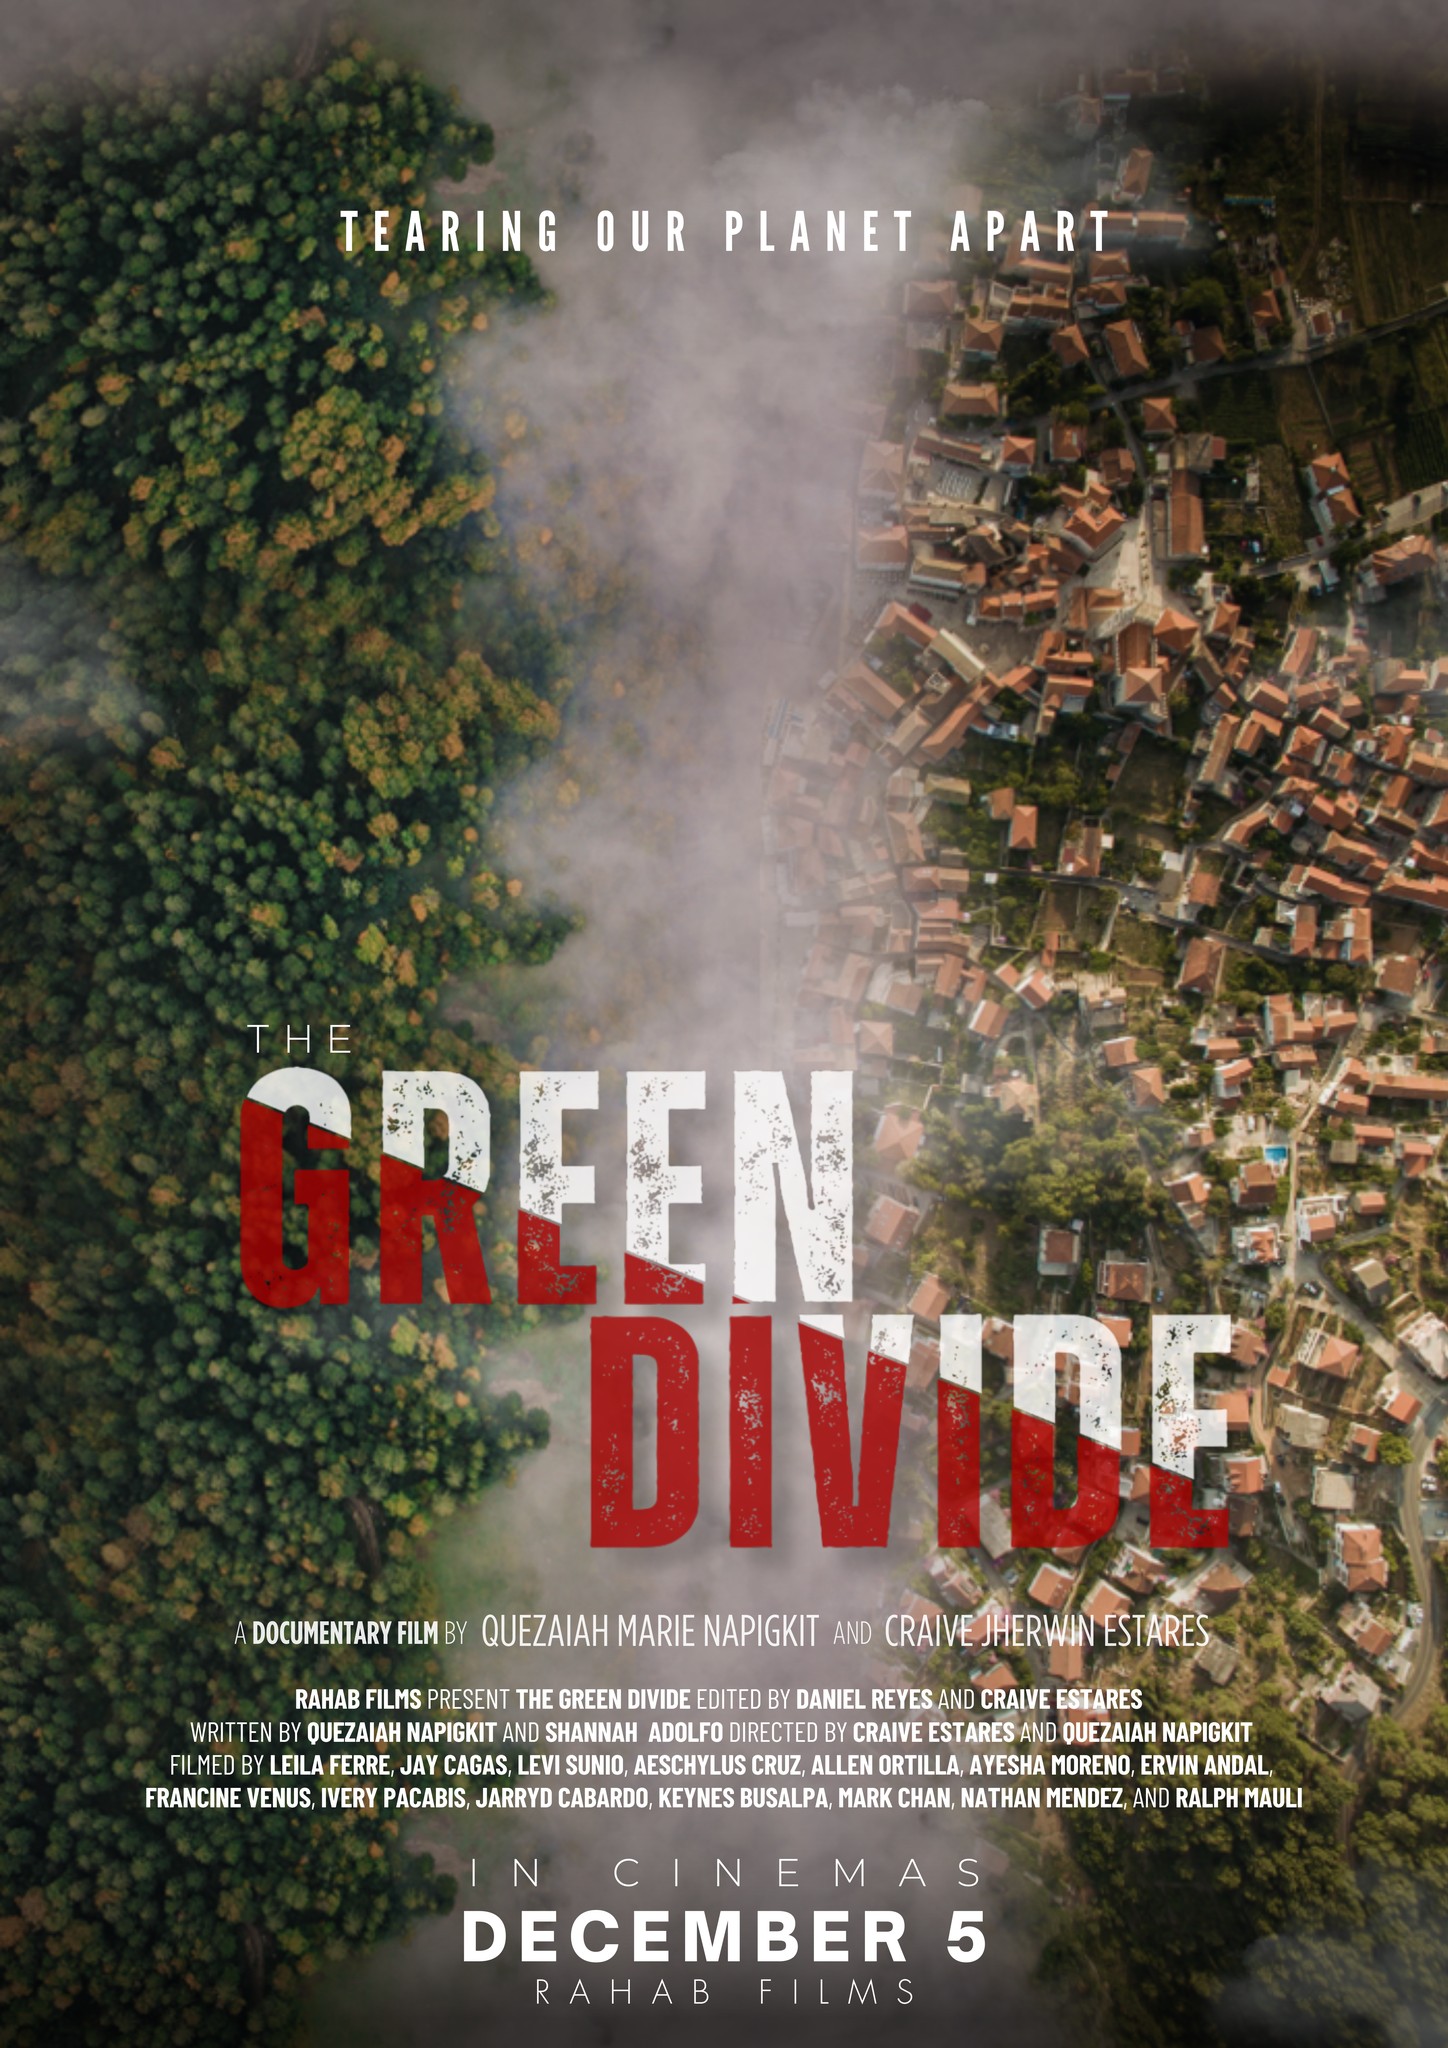 TEARING OUR PLANET APART
THE
GREEN
DIVIDE
A DOCUMENTARY FILM BY QUEZAIAH MARIE NAPIGKIT AND CRAIVE JHERWIN ESTARES
RAHAB FILMS PRESENT THE GREEN DIVIDE EDITED BY DANIEL REYES AND CRAIVE ESTARES
WRITTEN BY QUEZAIAH NAPIGKIT AND SHANNAH ADOLFO DIRECTED BY CRAIVE ESTARES AND QUEZAIAH NAPIGKIT
FILMED BY LEILA FERRE, JAY CAGAS, LEVI SUNIO, AESCHYLUS CRUZ, ALLEN ORTILLA, AYESHA MORENO, ERVIN ANDAL,
FRANCINE VENUS, IVERY PACABIS, JARRYD CABARDO, KEYNES BUSALPA, MARK CHAN, NATHAN MENDEZ, AND RALPH MAULI
IN CINEMAS
DECEMBER 5
RAHAB FILMS